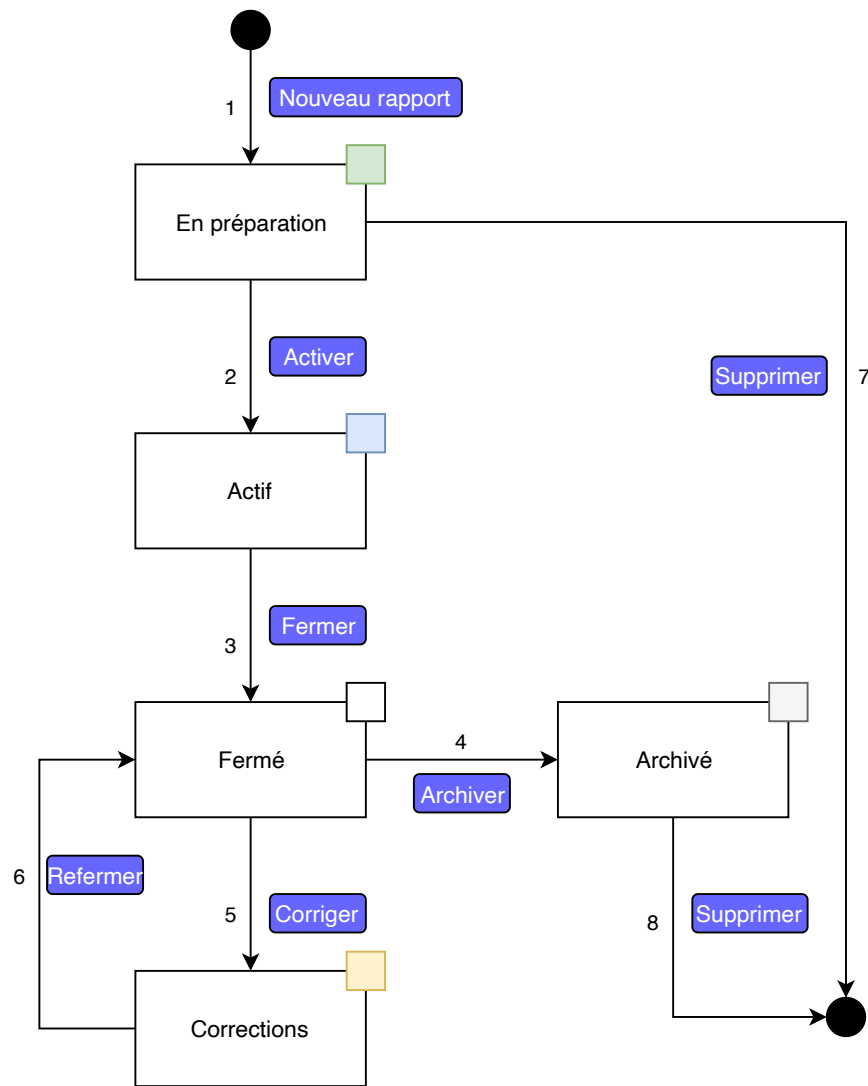 Nouveau rapport
1
En préparation
Activer
2
Supprimer
7
Actif
Fermer
3
4
Fermé
Archivé
Archiver
6
Refermer
5
Corriger
8
Supprimer
Corrections